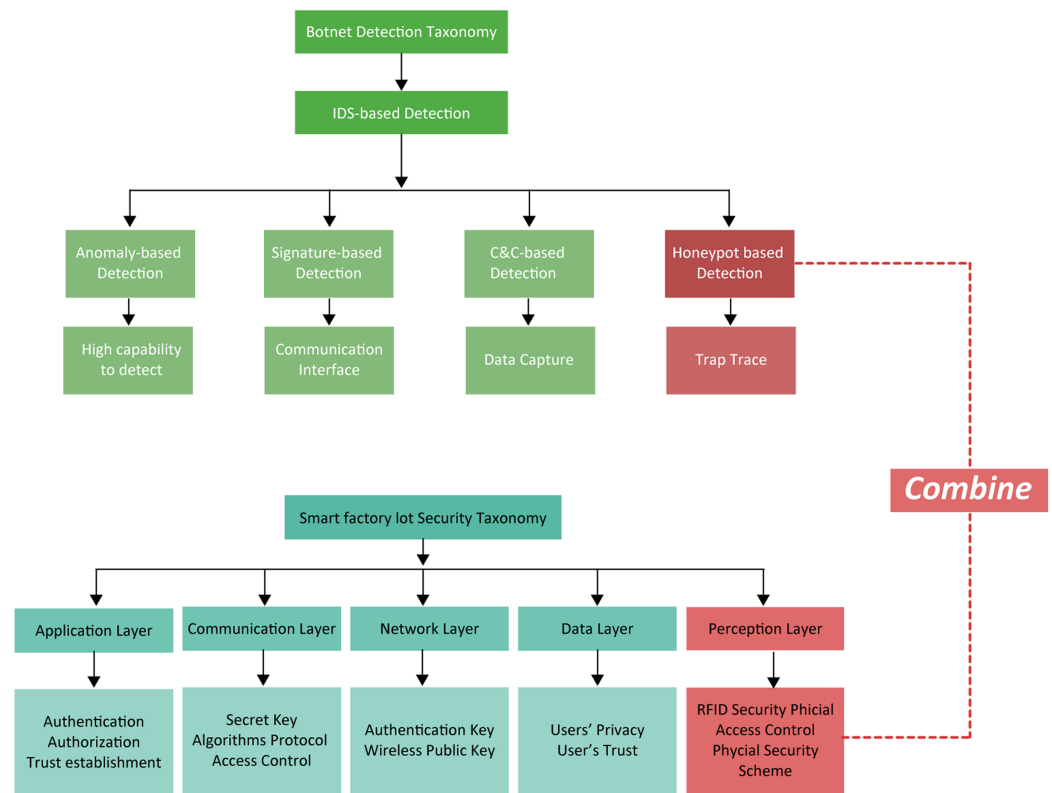 Botnet Detection Taxonomy
IDS-based Detection
Anomaly-based
Detection
Signature-based
Detection
C&C-based
Detection
Honeypot based
Detection
High capability
to detect
Communication
Interface
Data Capture
Trap Trace
Combine
Smart factory lot Security Taxonomy
Application Layer
Communication Layer
Network Layer
Data Layer
Perception Layer
Authentication
Authorization
Trust establishment
Secret Key
Algorithms Protocol
Access Control
Authentication Key
Wireless Public Key
Users’ Privacy
User’s Trust
RFID Security Phicial
Access Control
Phycial Security
Scheme